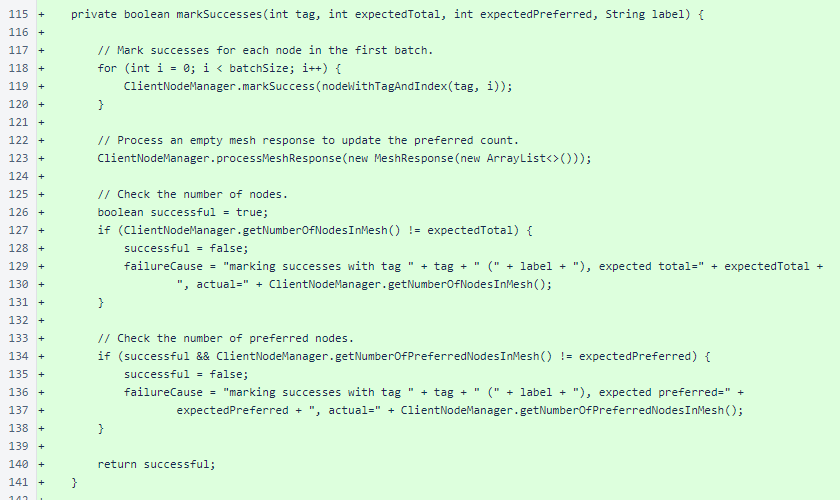 115 +     private boolean markSuccesses(int tag, int expectedTotal, int expectedPreferred, String label) {
116 +
117 +         // Mark successes for each node in the first batch.
118 +         for (int i = 0; i < batchSize; i++) {
119 +             ClientNodeManager.markSuccess(nodeWithTagAndIndex(tag, i));
120 +         }
121 +
122 +         // Process an empty mesh response to update the preferred count.
123 +         ClientNodeManager.processMeshResponse(new MeshResponse(new ArrayList<>()));
124 +
125 +         // Check the number of nodes.
126 +         boolean successful = true;
127 +         if (ClientNodeManager.getNumberOfNodesInMesh() != expectedTotal) {
128 +             successful = false;
129 +             failureCause = "marking successes with tag " + tag + " (" + label + "), expected total=" + expectedTotal +
130 +                     ", actual=" + ClientNodeManager.getNumberOfNodesInMesh();
131 +         }
132 +
133 +         // Check the number of preferred nodes.
134 +         if (successful && ClientNodeManager.getNumberOfPreferredNodesInMesh() != expectedPreferred) {
135 +             successful = false;
136 +             failureCause = "marking successes with tag " + tag + " (" + label + "), expected preferred=" +
137 +                     expectedPreferred + ", actual=" + ClientNodeManager.getNumberOfPreferredNodesInMesh();
138 +         }
139 +
140 +         return successful;
141 +     }